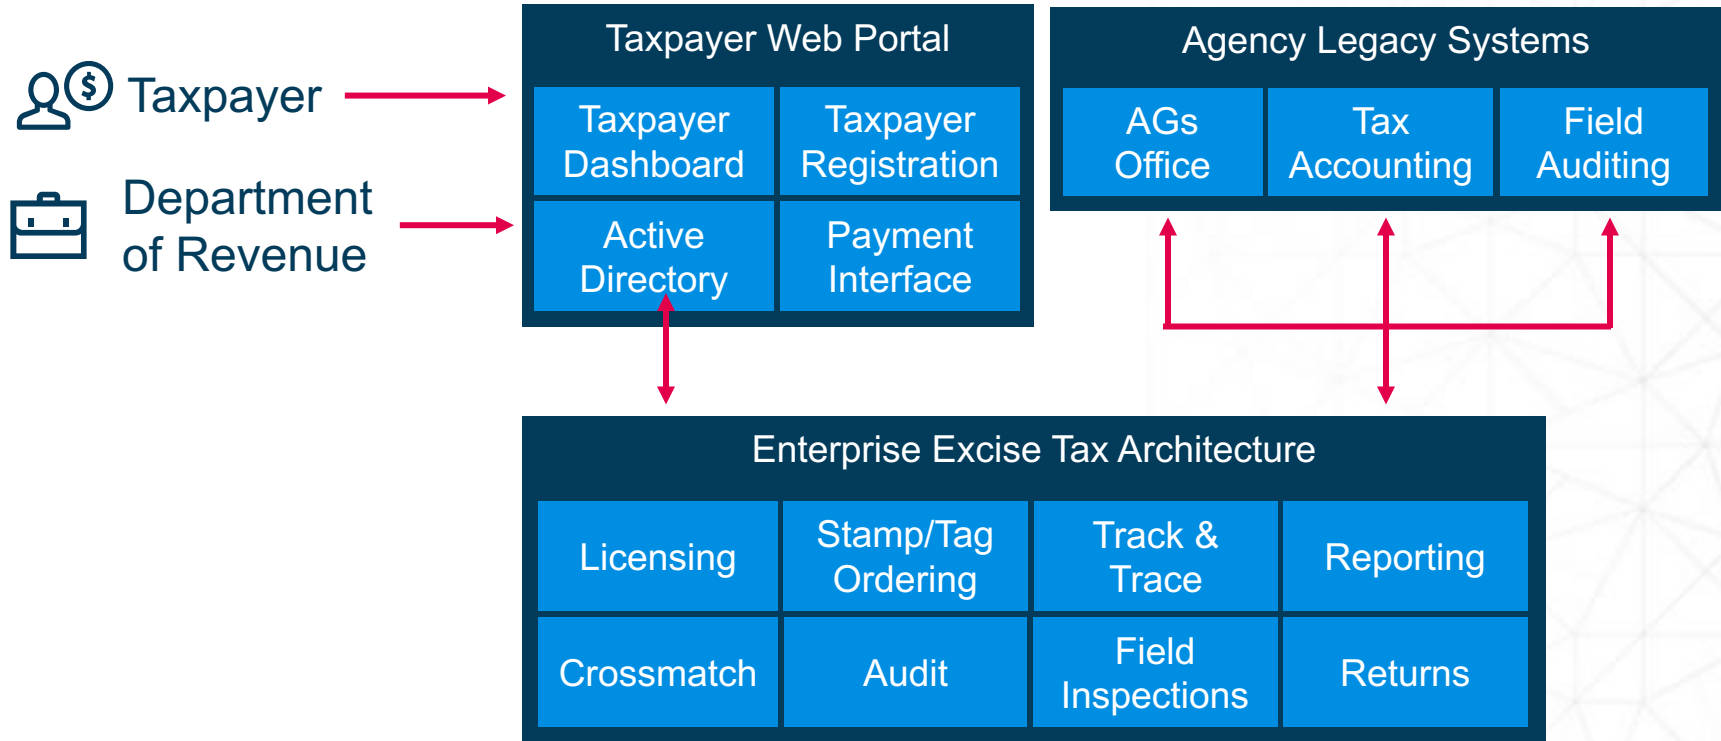 Taxpayer
Department
of Revenue
Taxpayer Web Portal
Taxpayer
Dashboard
Taxpayer
Registration
Active
Directory
Payment
Interface
Agency Legacy Systems
AGs
Office
Tax
Accounting
Field
Auditing
Enterprise Excise Tax Architecture
Licensing
Stamp/Tag
Ordering
Track &
Trace
Reporting
Crossmatch
Audit
Field
Inspections
Returns